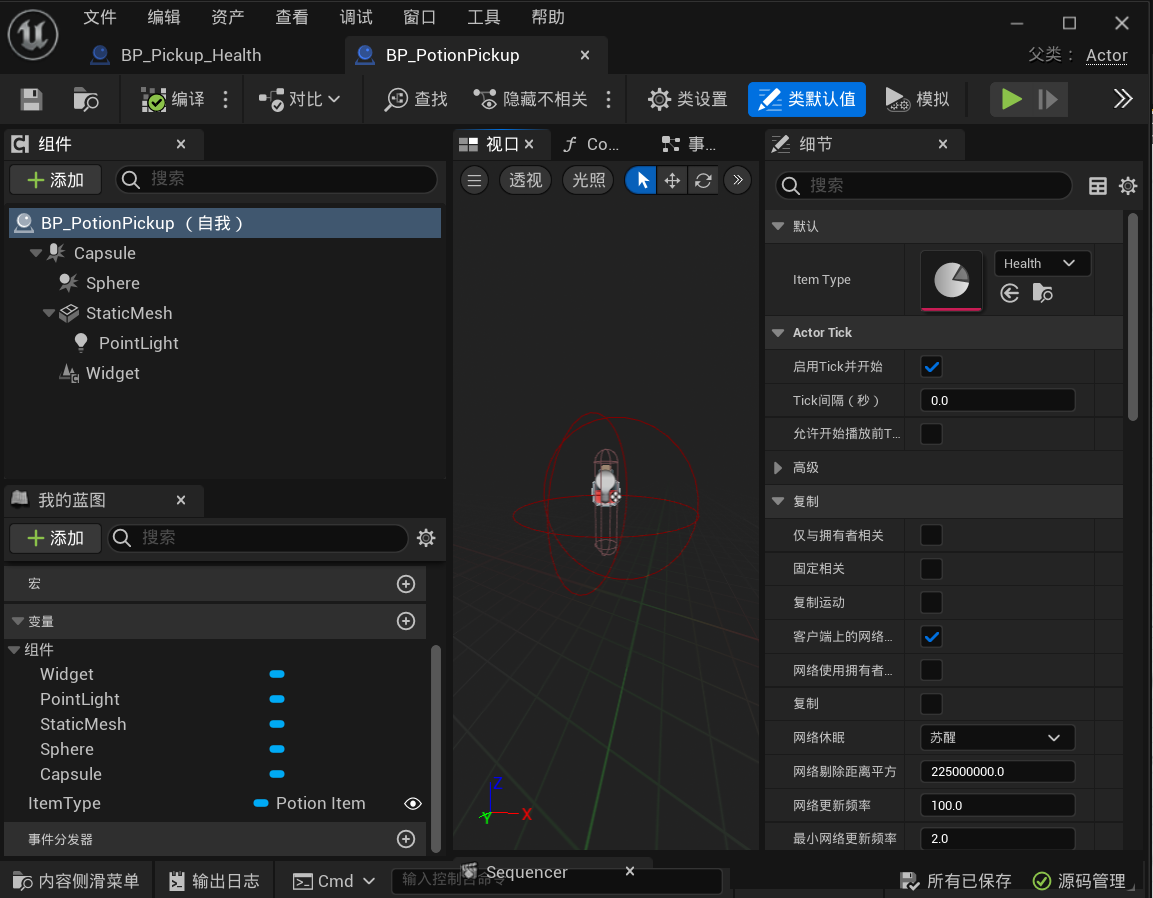 文件 编辑 资产 查看 调试 窗口 工具 帮助
BP_Pickup_Health
BP_PotionPickup
父类： Actor
编译 对比 查找 隐藏不相关 类设置 类默认值 模拟
组件
添加
搜索
BP_PotionPickup （自我）
Capsule
Sphere
StaticMesh
PointLight
Widget
我的蓝图
添加
搜索
宏
变量
组件
Widget
PointLight
StaticMesh
Sphere
Capsule
ItemType Potion Item
事件分发器
视口 Co... 事...
透视 光照
Z
X
Y
细节
搜索
默认
Item Type
Health
Actor Tick
启用Tick并开始
Tick间隔（秒） 0.0
允许开始播放前T...
高级
复制
仅与拥有者相关
固定相关
复制运动
客户端上的网络...
网络使用拥有者...
复制
网络休眠 苏醒
网络剔除距离平方 225000000.0
网络更新频率 100.0
最小网络更新频率 2.0
内容侧滑菜单 输出日志 Cmd 输入控制台命令
Sequencer
所有已保存 源码管理